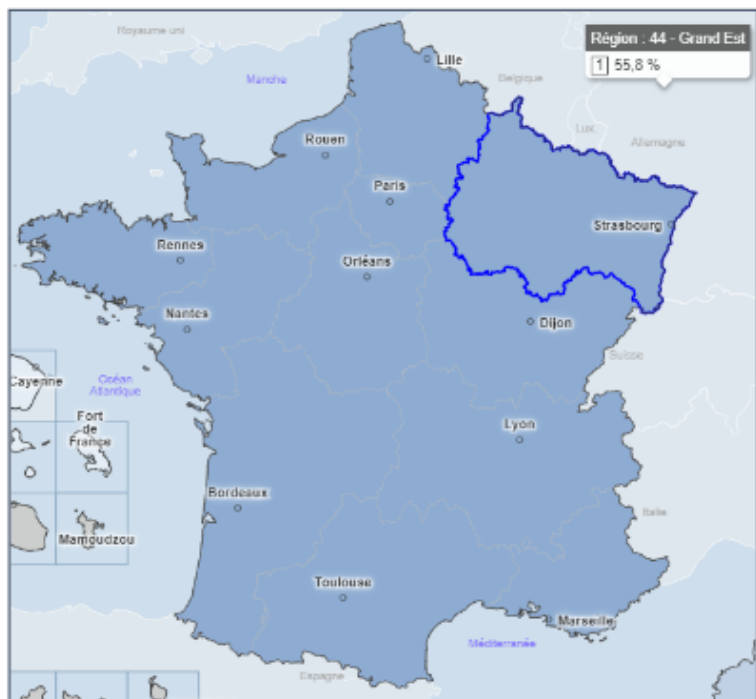 Royaume uni
Région : 44 - Grand Est
1 55,8 %
Lille
Manche
Belgique
Lux.
Allemagne
Rouen
Paris
Strasbourg
Rennes
Orléans
Nantes
Dijon
Suisse
Cayenne
Océan
Atlantique
Fort
de
France
Lyon
Bordeaux
Italie
Mamoudzou
Toulouse
Marseille
Méditerranée
Espagne